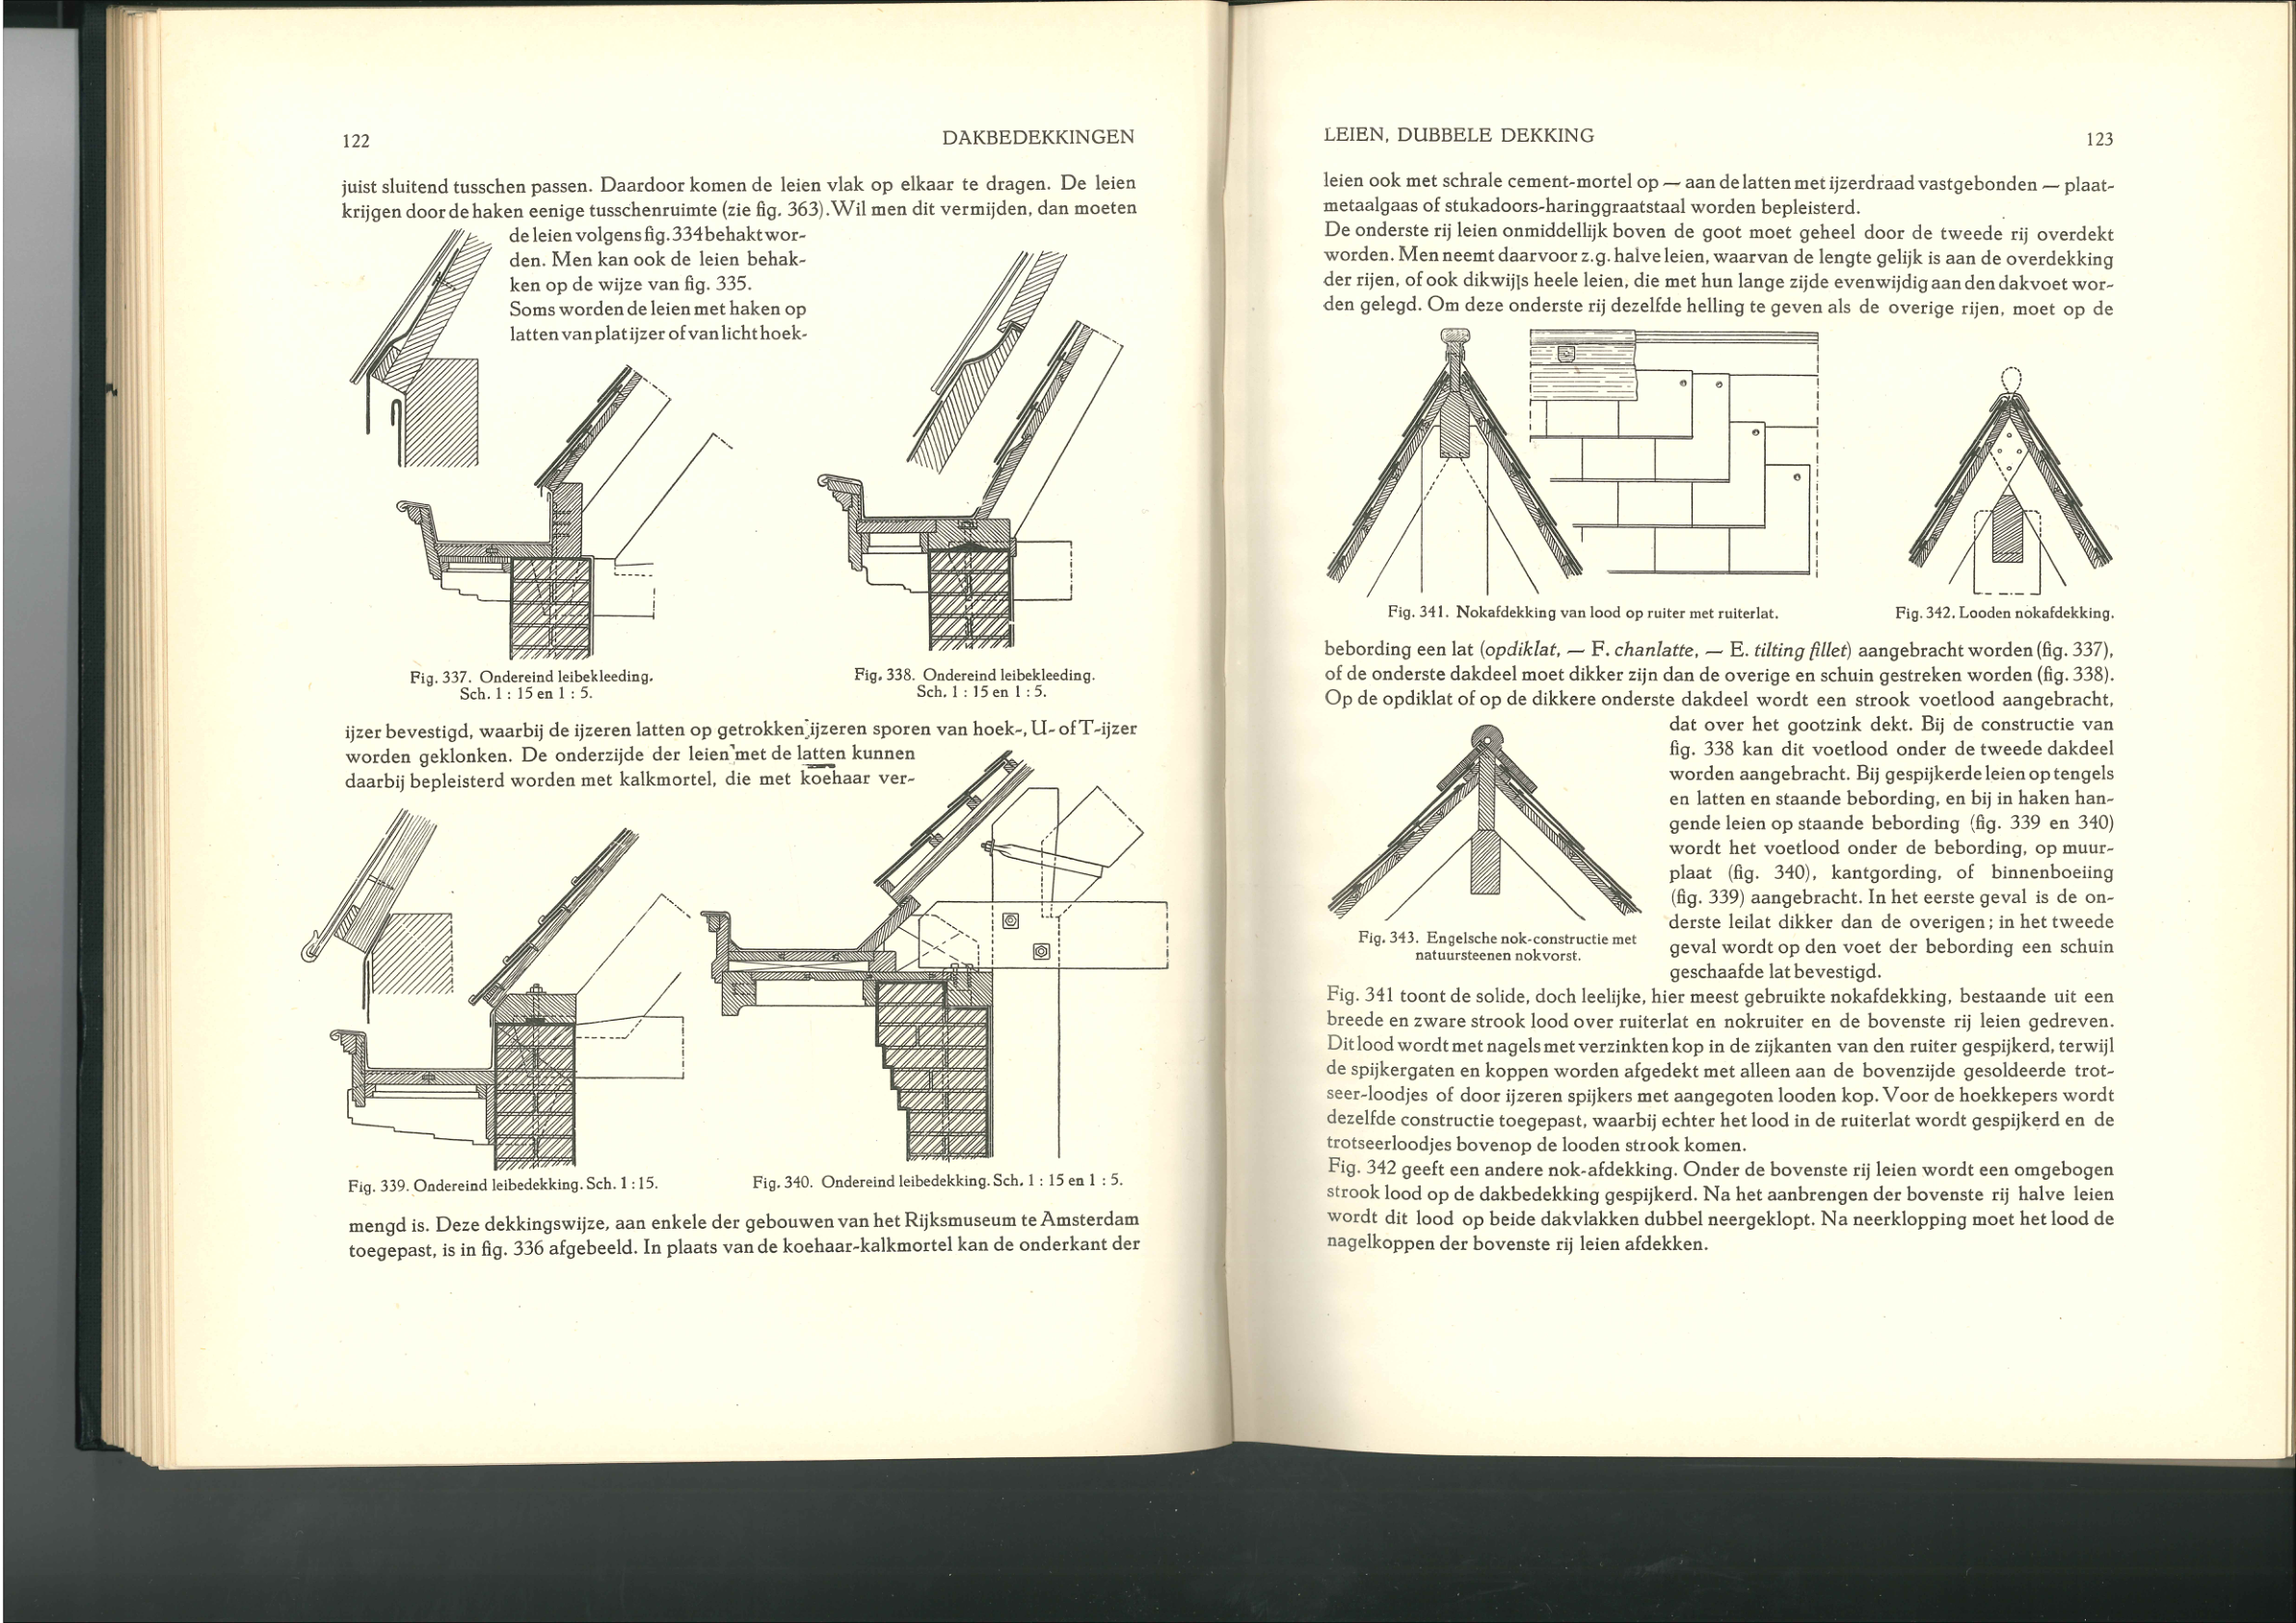 122
DAKBEDEKKINGEN
juist sluitend tusschen passen. Daardoor komen de leien vlak op elkaar te dragen. De leien
krijgen door de haken eenige tusschenruimte (zie fig. 363). Wil men dit vermijden, dan moeten
de leien volgens fig. 334 behakt wor-
den. Men kan ook de leien behak-
ken op de wijze van fig. 335.
Soms worden de leien met haken op
latten van plat ijzer of van licht hoek-
Fig. 337. Ondereind leibekleeding.
Sch. 1 : 15 en 1 : 5.
Fig. 338. Ondereind leibekleeding.
Sch. 1 : 15 en 1 : 5.
ijzer bevestigd, waarbij de ijzeren latten op getrokken ijzeren sporen van hoek-, U- of T-ijzer
worden geklonken. De onderzijde der leien met de latten kunnen
daarbij bepleisterd worden met kalkmortel, die met koehaar ver-
Fig. 339. Ondereind leibedekking. Sch. 1 : 15.
Fig. 340. Ondereind leibedekking. Sch. 1 : 15 en 1 : 5.
mengd is. Deze dekkingswijze, aan enkele der gebouwen van het Rijksmuseum te Amsterdam
toegepast, is in fig. 336 afgebeeld. In plaats van de koehaar-kalkmortel kan de onderkant der
LEIEN, DUBBELE DEKKING
123
leien ook met schrale cement-mortel op — aan de latten met ijzerdraad vastgebonden — plaat-
metaalgaas of stukadoors-haringgraatstaal worden bepleisterd.
De onderste rij leien onmiddellijk boven de goot moet geheel door de tweede rij overdekt
worden. Men neemt daarvoor z.g. halve leien, waarvan de lengte gelijk is aan de overdekking
der rijen, of ook dikwijls heele leien, die met hun lange zijde evenwijdig aan den dakvoet wor-
den gelegd. Om deze onderste rij dezelfde helling te geven als de overige rijen, moet op de
Fig. 341. Nokafdekking van lood op ruiter met ruiterlat.
Fig. 342. Looden nokafdekking.
bebording een lat (opdiklat, — F. chanlatte, — E. tilting fillet) aangebracht worden (fig. 337),
of de onderste dakdeel moet dikker zijn dan de overige en schuin gestreken worden (fig. 338).
Op de opdiklat of op de dikkere onderste dakdeel wordt een strook voetlood aangebracht,
dat over het gootzink dekt. Bij de constructie van
fig. 338 kan dit voetlood onder de tweede dakdeel
worden aangebracht. Bij gespijkerde leien op tengels
en latten en staande bebording, en bij in haken han-
gende leien op staande bebording (fig. 339 en 340)
wordt het voetlood onder de bebording, op muur-
plaat (fig. 340), kantgording, of binnenboeiing
(fig. 339) aangebracht. In het eerste geval is de on-
derste leilat dikker dan de overigen; in het tweede
geval wordt op den voet der bebording een schuin
geschaafde lat bevestigd.
Fig. 343. Engelsche nok-constructie met
natuursteenen nokvorst.
Fig. 341 toont de solide, doch leelijke, hier meest gebruikte nokafdekking, bestaande uit een
breede en zware strook lood over ruiterlat en nokruiter en de bovenste rij leien gedreven.
Dit lood wordt met nagels met verzinkten kop in de zijkanten van den ruiter gespijkerd, terwijl
de spijkergaten en koppen worden afgedekt met alleen aan de bovenzijde gesoldeerde trot-
seer-loodjes of door ijzeren spijkers met aangegoten looden kop. Voor de hoekkepers wordt
dezelfde constructie toegepast, waarbij echter het lood in de ruiterlat wordt gespijkerd en de
trotseerloodjes bovenop de looden strook komen.
Fig. 342 geeft een andere nok-afdekking. Onder de bovenste rij leien wordt een omgebogen
strook lood op de dakbedekking gespijkerd. Na het aanbrengen der bovenste rij halve leien
wordt dit lood op beide dakvlakken dubbel neergeklopt. Na neerklopping moet het lood de
nagelkoppen der bovenste rij leien afdekken.